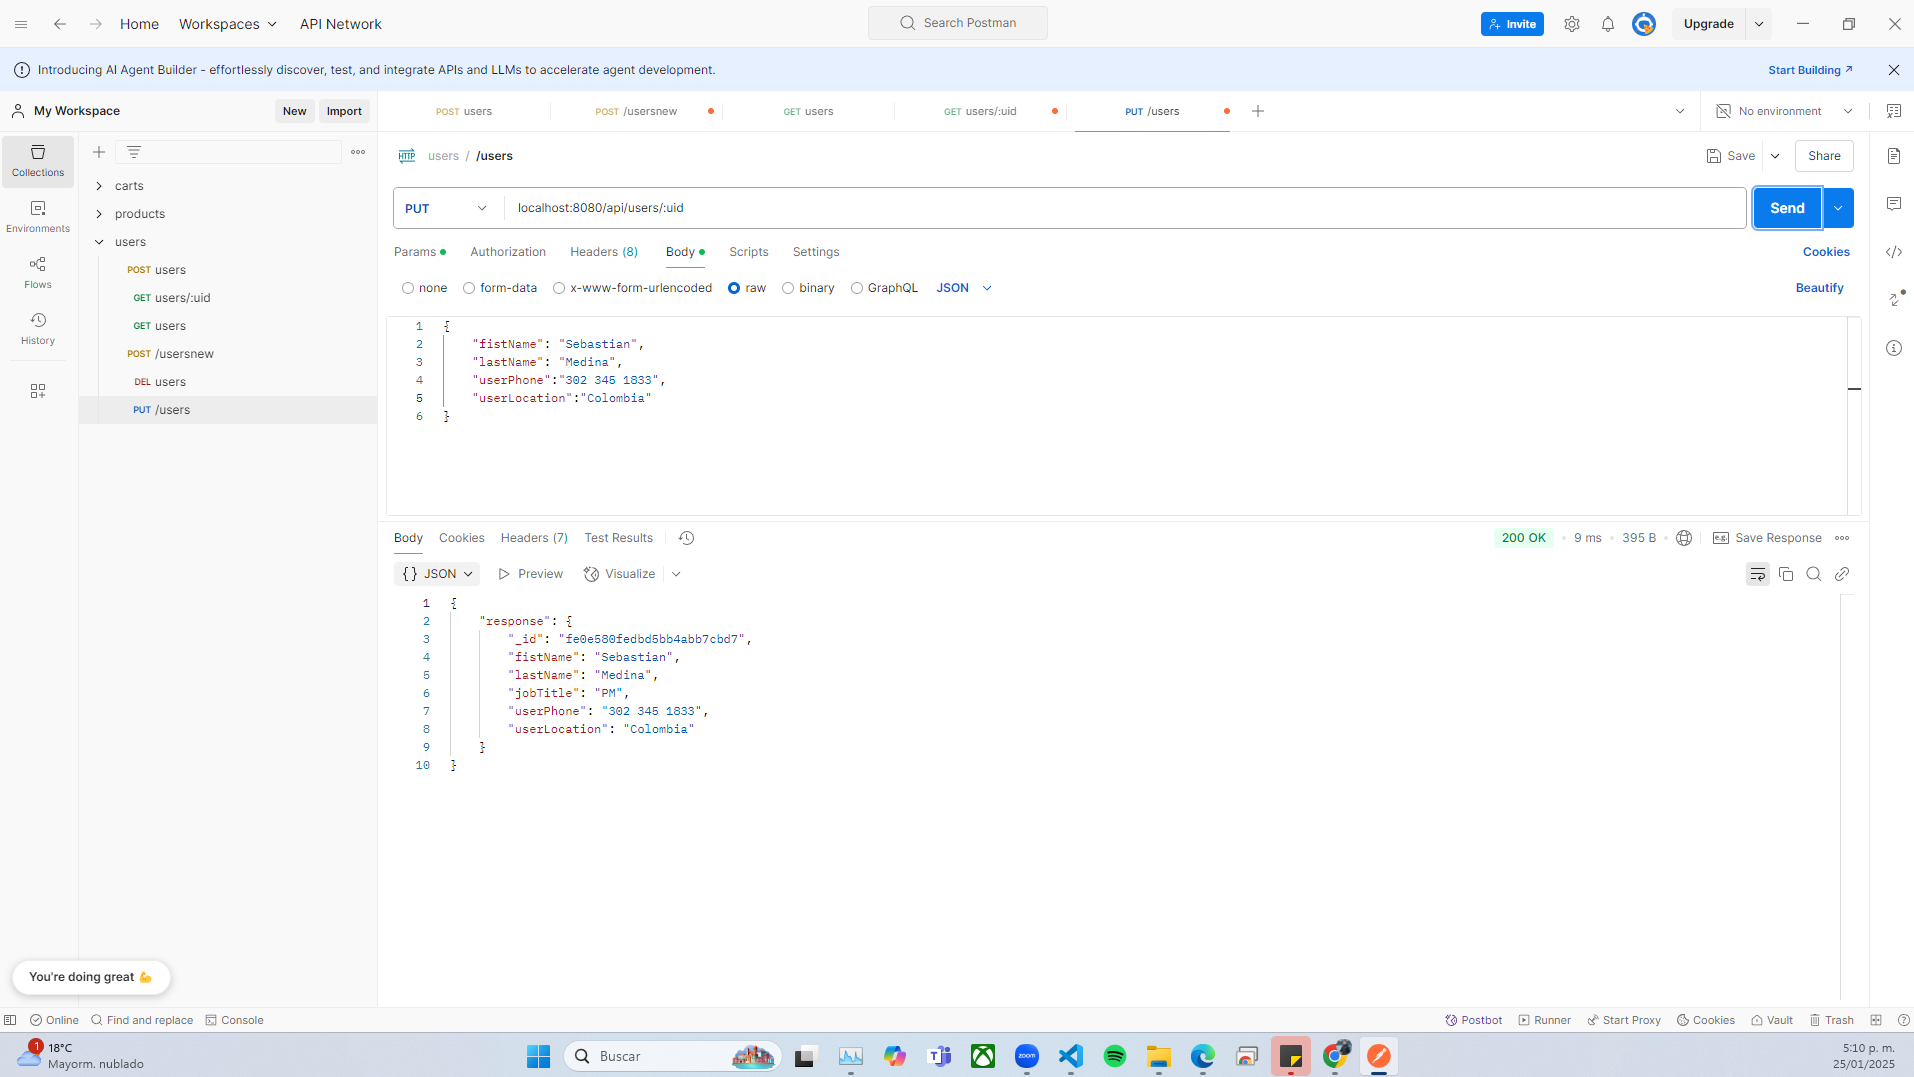 Home Workspaces API Network Search Postman Invite Upgrade
Introducing AI Agent Builder - effortlessly discover, test, and integrate APIs and LLMs to accelerate agent development. Start Building
My Workspace New Import POST users POST /usersnew GET users GET users/:uid PUT /users No environment
Collections
Environments
Flows
History
carts
products
users
POST users
GET users/:uid
GET users
POST /usersnew
DEL users
PUT /users
HTTP users / /users Save Share
PUT localhost:8080/api/users/:uid Send
Params Authorization Headers (8) Body Scripts Settings Cookies
none form-data x-www-form-urlencoded raw binary GraphQL JSON Beautify
1 {
2 "fistName": "Sebastian",
3 "lastName": "Medina",
4 "userPhone":"302 345 1833",
5 "userLocation":"Colombia"
6 }
Body Cookies Headers (7) Test Results 200 OK 9 ms 395 B e.g. Save Response
{} JSON Preview Visualize
1 {
2 "response": {
3 "_id": "fe0e580fedbd5bb4abb7cbd7",
4 "fistName": "Sebastian",
5 "lastName": "Medina",
6 "jobTitle": "PM",
7 "userPhone": "302 345 1833",
8 "userLocation": "Colombia"
9 }
10 }
You're doing great 💪
Online Find and replace Console Postbot Runner Start Proxy Cookies Vault Trash
1 18°C
Mayorm. nublado
Buscar
zoom
5:10 p. m.
25/01/2025